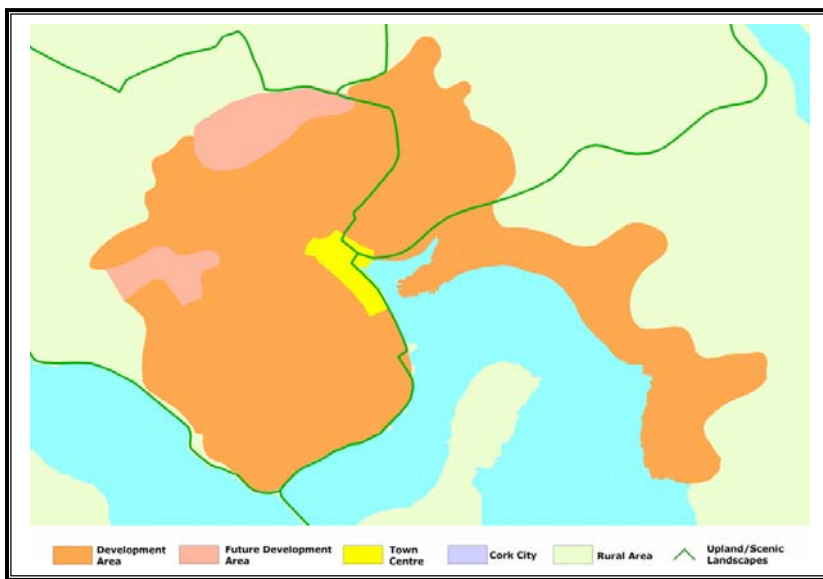 Development Area
Future Development Area
Town Centre
Cork City
Rural Area
Upland/Scenic Landscapes